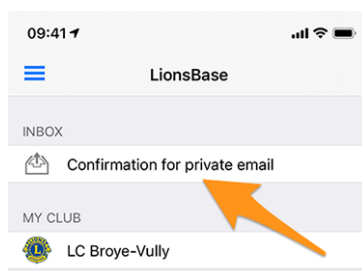 09:41
LionsBase
INBOX
Confirmation for private email
MY CLUB
LC Broye-Vully